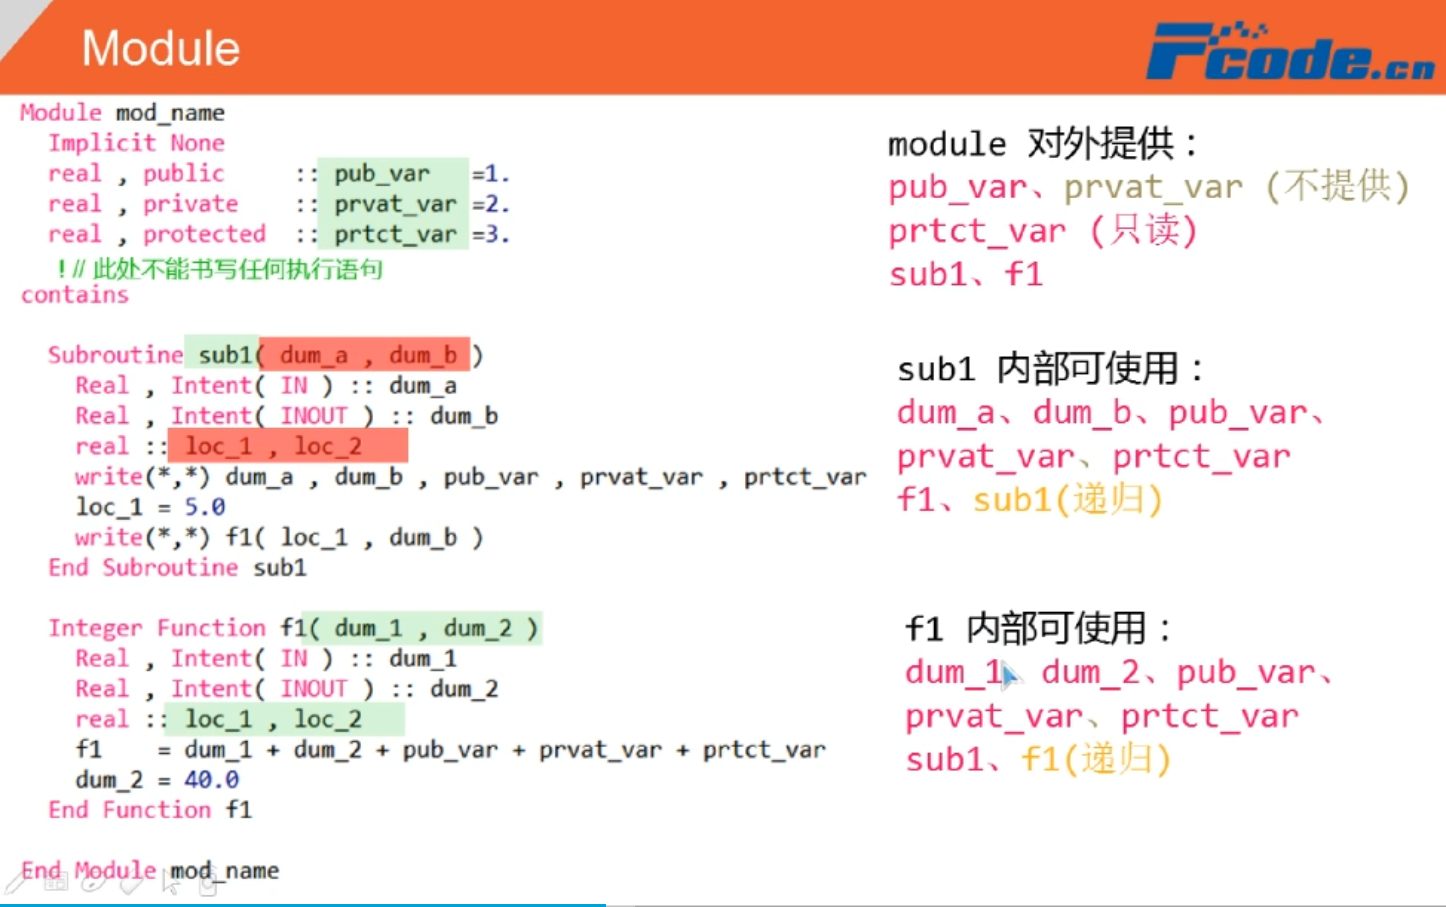 Module
Fcode.cn
Module mod_name
Implicit None
real , public :: pub_var =1.
real , private :: prvat_var =2.
real , protected :: prtct_var =3.
!// 此处不能书写任何执行语句
contains
Subroutine sub1( dum_a , dum_b )
Real , Intent( IN ) :: dum_a
Real , Intent( INOUT ) :: dum_b
real :: loc_1 , loc_2
write(*,*) dum_a , dum_b , pub_var , prvat_var , prtct_var
loc_1 = 5.0
write(*,*) f1( loc_1 , dum_b )
End Subroutine sub1
Integer Function f1( dum_1 , dum_2 )
Real , Intent( IN ) :: dum_1
Real , Intent( INOUT ) :: dum_2
real :: loc_1 , loc_2
f1 = dum_1 + dum_2 + pub_var + prvat_var + prtct_var
dum_2 = 40.0
End Function f1
End Module mod_name
module 对外提供：
pub_var、prvat_var (不提供)
prtct_var (只读)
sub1、f1
sub1 内部可使用：
dum_a、dum_b、pub_var、
prvat_var、prtct_var
f1、sub1(递归)
f1 内部可使用：
dum_1、dum_2、pub_var、
prvat_var、prtct_var
sub1、f1(递归)